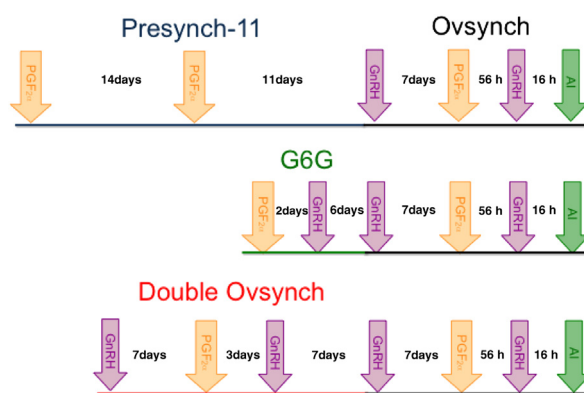 Presynch-11 Ovsynch
PGF2α 14days PGF2α 11days GnRH 7days PGF2α 56 h GnRH 16 h AI
G6G
PGF2α 2days GnRH 6days GnRH 7days PGF2α 56 h GnRH 16 h AI
Double Ovsynch
GnRH 7days PGF2α 3days GnRH 7days GnRH 7days PGF2α 56 h GnRH 16 h AI